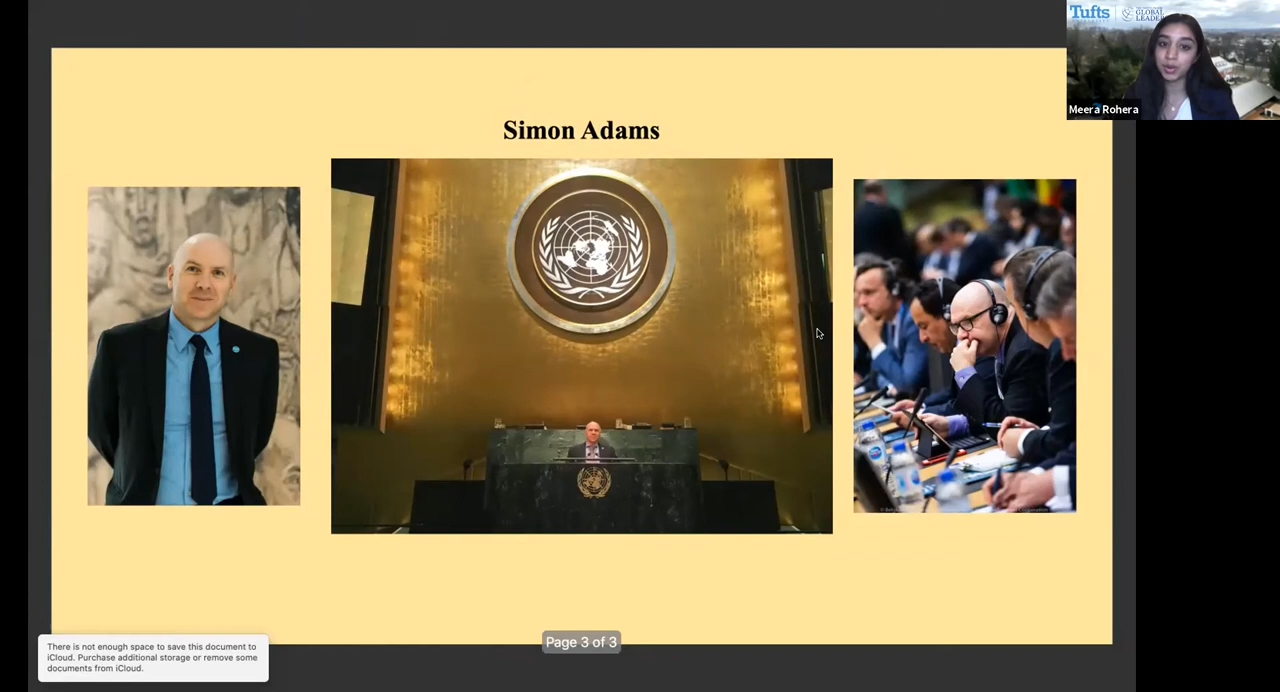 Tufts
GLOBAL
LEADE
Meera Rohera
Simon Adams
Page 3 of 3
There is not enough space to save this document to
iCloud. Purchase additional storage or remove some
documents from iCloud.